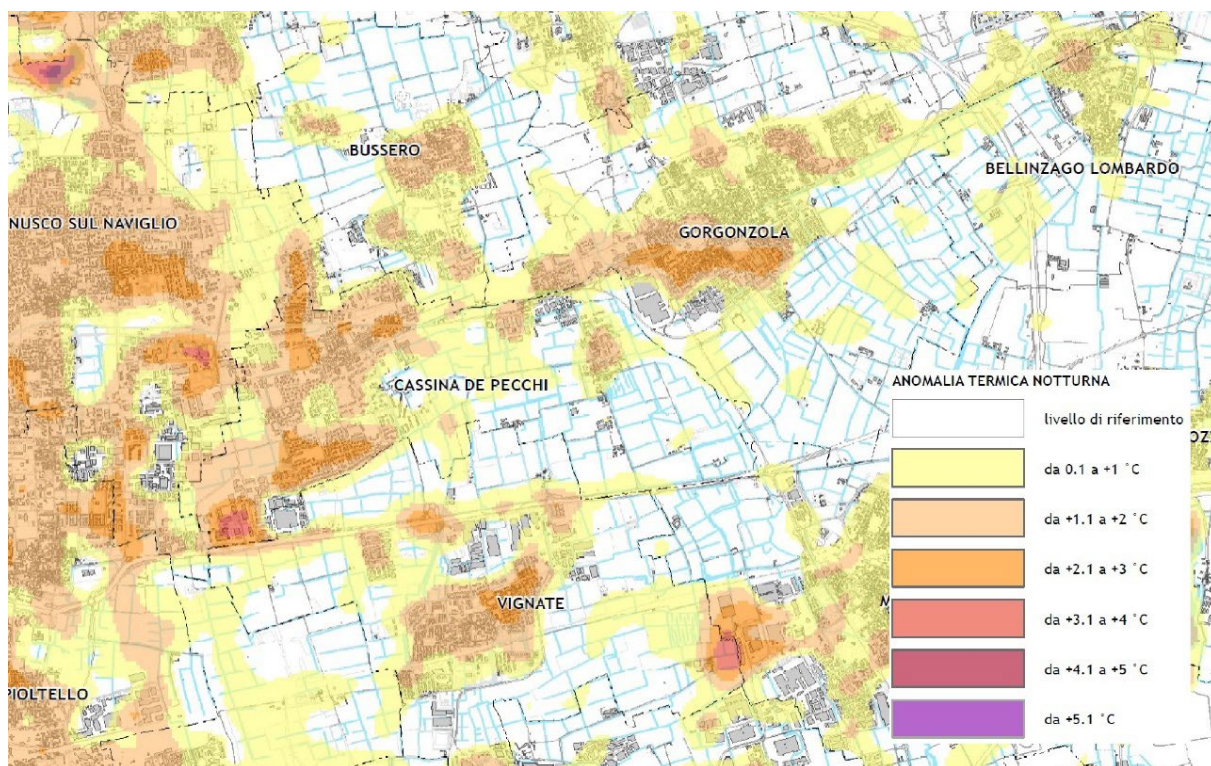 BUSSERO
BELLINZAGO LOMBARDO
NUSCO SUL NAVIGLIO
GORGONZOLA
CASSINA DE PECCHI
VIGNATE
PIOLTELLO
M
OZ
ANOMALIA TERMICA NOTTURNA
livello di riferimento
da 0.1 a +1 °C
da +1.1 a +2 °C
da +2.1 a +3 °C
da +3.1 a +4 °C
da +4.1 a +5 °C
da +5.1 °C